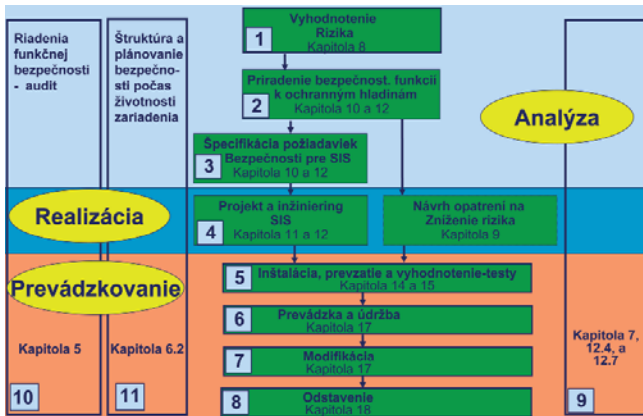 Riadenia
funkčnej
bezpečnosti
- audit
Štruktúra a
plánovanie
bezpečno-
sti počas
životnosti
zariadenia
1
Vyhodnotenie
Rizika
Kapitola 8
2
Priradenie bezpečnost. funkcií
k ochranným hladinám
Kapitola 10 a 12
3
Špecifikácia požiadaviek
Bezpečnosti pre SIS
Kapitola 10 a 12
Analýza
Realizácia
4
Projekt a inžiniering
SIS
Kapitola 11 a 12
Návrh opatrení na
Zníženie rizika
Kapitola 9
Prevádzkovanie
5
Inštalácia, prevzatie a vyhodnotenie-testy
Kapitola 14 a 15
6
Prevádzka a údržba
Kapitola 17
7
Modifikácia
Kapitola 17
8
Odstavenie
Kapitola 18
Kapitola 5
10
Kapitola 6.2
11
Kapitola 7,
12.4, a
12.7
9